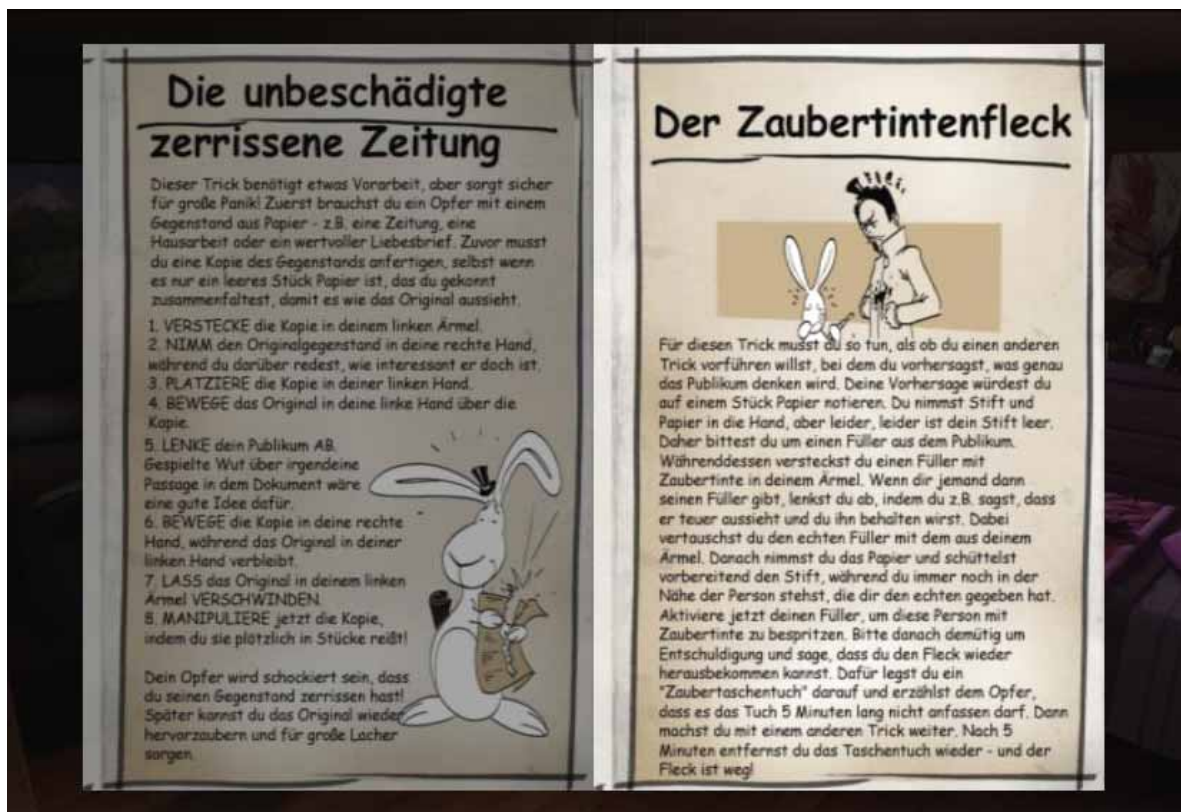 Die unbeschädigte
zerrissene Zeitung
Dieser Trick benötigt etwas Vorarbeit, aber sorgt sicher
für große Panik! Zuerst brauchst du ein Opfer mit einem
Gegenstand aus Papier - z.B. eine Zeitung, eine
Hausarbeit oder ein wertvoller Liebesbrief. Zuvor musst
du eine Kopie des Gegenstands anfertigen, selbst wenn
es nur ein leeres Stück Papier ist, das du gekonnt
zusammenfaltest, damit es wie das Original aussieht.
1. VERSTECKE die Kopie in deinem linken Ärmel.
2. NIMM den Originalgegenstand in deine rechte Hand,
während du darüber redest, wie interessant er doch ist.
3. PLATZIERE die Kopie in deiner linken Hand.
4. BEWEGE das Original in deine linke Hand über die
Kopie.
5. LENKE dein Publikum AB.
Gespielte Wut über irgendeine
Passage in dem Dokument wäre
eine gute Idee dafür.
6. BEWEGE die Kopie in deine rechte
Hand, während das Original in deiner
linken Hand verbleibt.
7. LASS das Original in deinem linken
Ärmel VERSCHWINDEN.
8. MANIPULIERE jetzt die Kopie,
indem du sie plötzlich in Stücke reißt!
Dein Opfer wird schockiert sein, dass
du seinen Gegenstand zerrissen hast!
Später kannst du das Original wieder
hervorzaubern und für große Lacher
sorgen.
Der Zaubertintenfleck
Für diesen Trick musst du so tun, als ob du einen anderen
Trick vorführen willst, bei dem du vorhersagst, was genau
das Publikum denken wird. Deine Vorhersage würdest du
auf einem Stück Papier notieren. Du nimmst Stift und
Papier in die Hand, aber leider, leider ist dein Stift leer.
Daher bittest du um einen Füller aus dem Publikum.
Währenddessen versteckst du einen Füller mit
Zaubertinte in deinem Ärmel. Wenn dir jemand dann
seinen Füller gibt, lenkst du ab, indem du z.B. sagst, dass
er teuer aussieht und du ihn behalten wirst. Dabei
vertauschst du den echten Füller mit dem aus deinem
Ärmel. Danach nimmst du das Papier und schüttelst
vorbereitend den Stift, während du immer noch in der
Nähe der Person stehst, die dir den echten gegeben hat.
Aktiviere jetzt deinen Füller, um diese Person mit
Zaubertinte zu bespritzen. Bitte danach demütig um
Entschuldigung und sage, dass du den Fleck wieder
herausbekommen kannst. Dafür legst du ein
"Zaubertaschentuch" darauf und erzählst dem Opfer,
dass es das Tuch 5 Minuten lang nicht anfassen darf. Dann
machst du mit einem anderen Trick weiter. Nach 5
Minuten entfernst du das Taschentuch wieder - und der
Fleck ist weg!